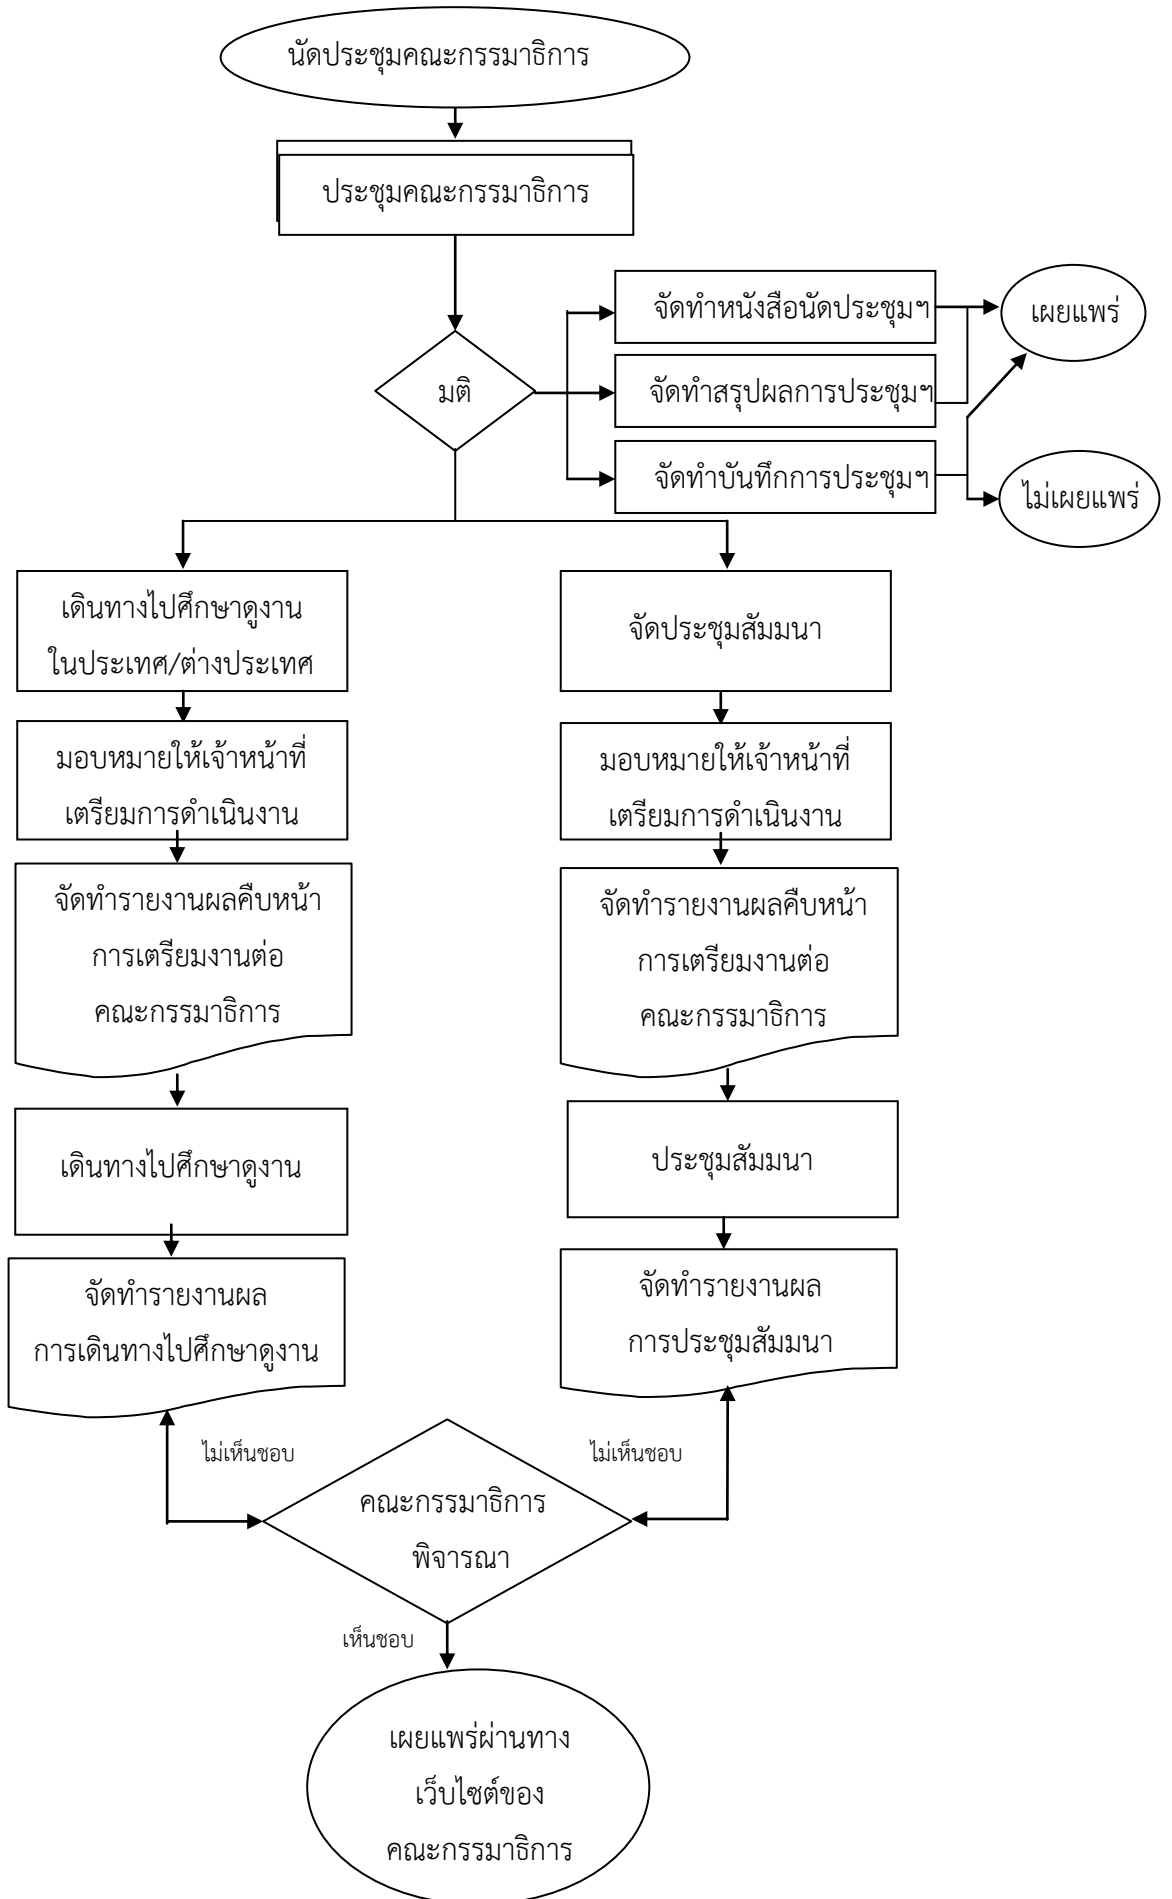 นัดประชุมคณะกรรมาธิการ
ประชุมคณะกรรมาธิการ
มติ
จัดทำหนังสือนัดประชุมฯ
จัดทำสรุปผลการประชุมฯ
จัดทำบันทึกการประชุมฯ
เผยแพร่
ไม่เผยแพร่
เดินทางไปศึกษาดูงาน
ในประเทศ/ต่างประเทศ
มอบหมายให้เจ้าหน้าที่
เตรียมการดำเนินงาน
จัดทำรายงานผลคืบหน้า
การเตรียมงานต่อ
คณะกรรมาธิการ
เดินทางไปศึกษาดูงาน
จัดทำรายงานผล
การเดินทางไปศึกษาดูงาน
จัดประชุมสัมมนา
มอบหมายให้เจ้าหน้าที่
เตรียมการดำเนินงาน
จัดทำรายงานผลคืบหน้า
การเตรียมงานต่อ
คณะกรรมาธิการ
ประชุมสัมมนา
จัดทำรายงานผล
การประชุมสัมมนา
ไม่เห็นชอบ
ไม่เห็นชอบ
คณะกรรมาธิการ
พิจารณา
เห็นชอบ
เผยแพร่ผ่านทาง
เว็บไซต์ของ
คณะกรรมาธิการ